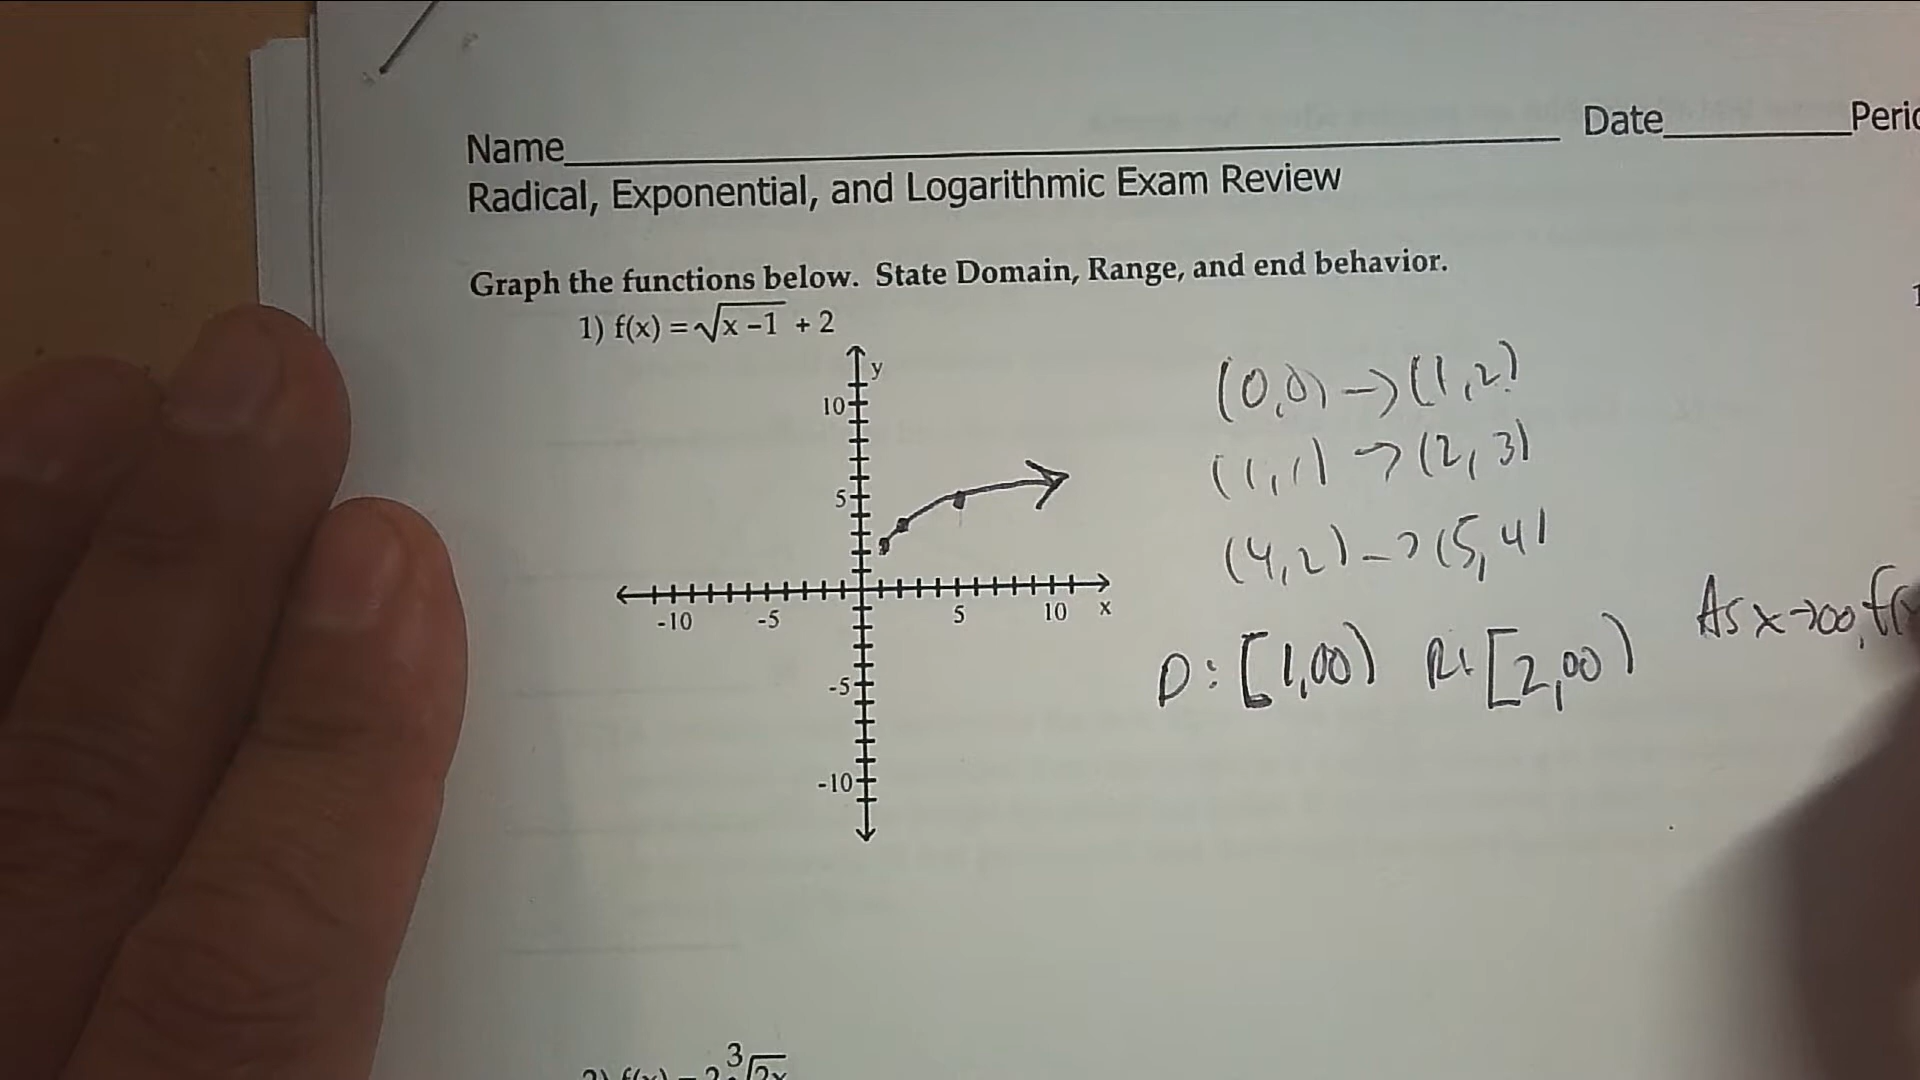 Name Date
Radical, Exponential, and Logarithmic Exam Review
Graph the functions below. State Domain, Range, and end behavior.
1) f(x) = √x − 1 + 2
y
10
5
-10 -5 5 10 x
-5
-10
(0,0) → (1,2)
(1,1) → (2,3)
(4,2) → (5,4)
As x→∞, f(
D: [1,∞) R: [2,∞)